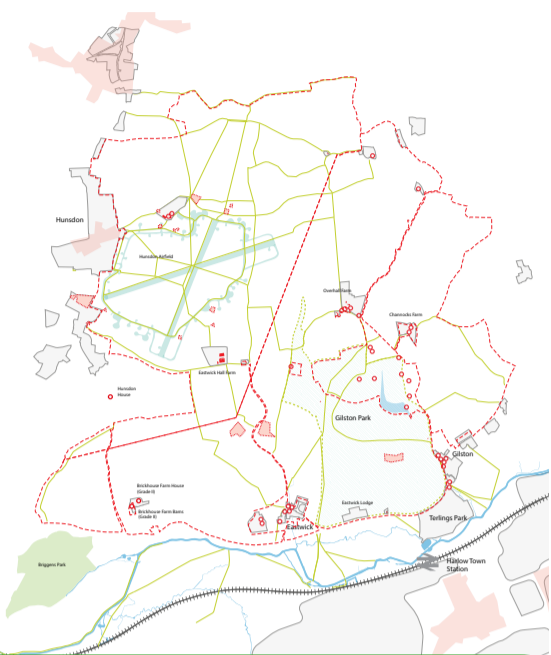 Hunsdon
Hunsdon Airfield
Overhall Farm
Channocks Farm
Eastwick Hall Farm
Hunsdon
House
Gilston Park
Gilston
Brickhouse Farm House
(Grade II)
Brickhouse Farm Barns
(Grade II)
Eastwick Lodge
Eastwick
Terlings Park
Briggens Park
Harlow Town
Station